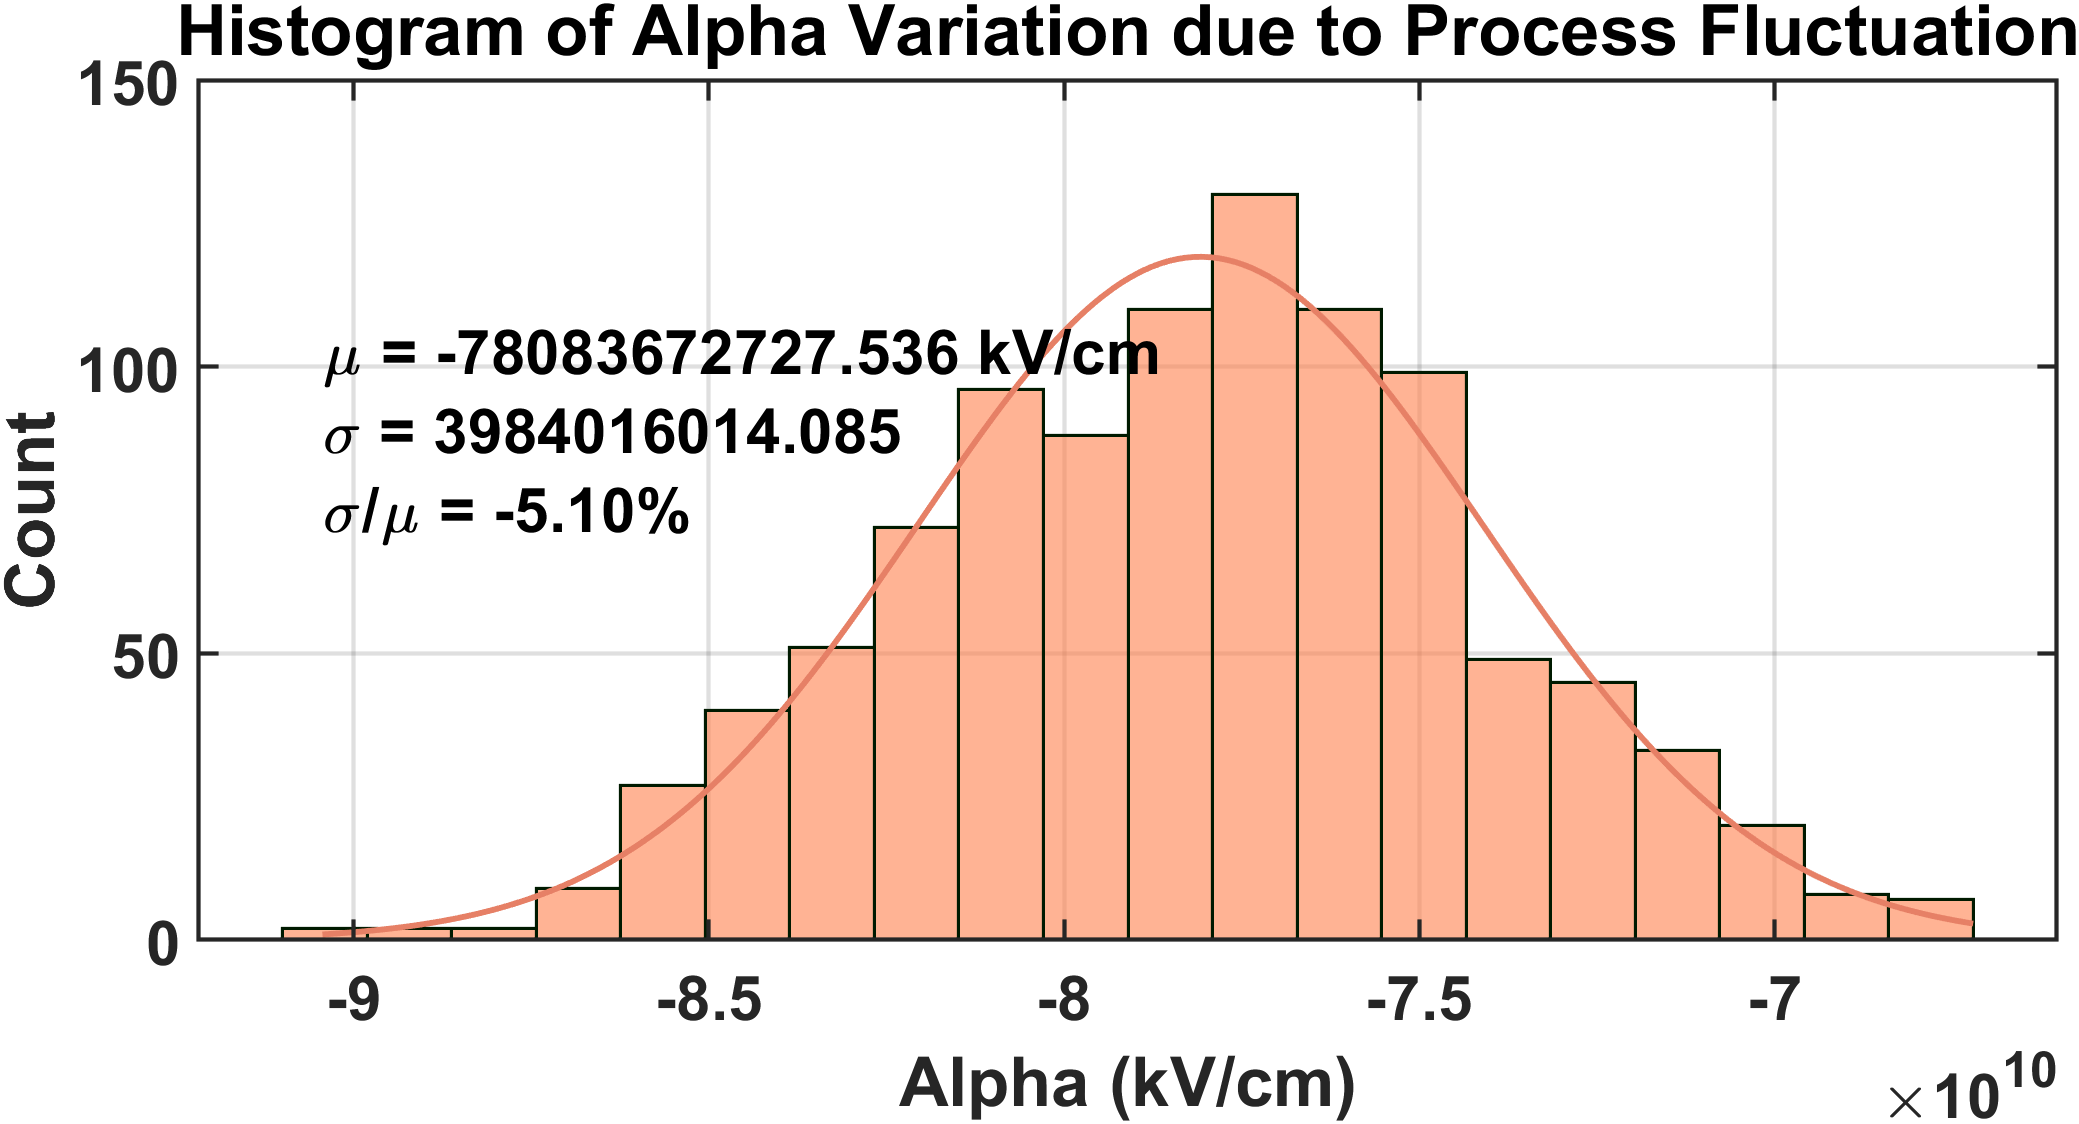 Histogram of Alpha Variation due to Process Fluctuation
150
100
50
0
Count
μ = -78083672727.536 kV/cm
σ = 3984016014.085
σ/μ = -5.10%
-9 -8.5 -8 -7.5 -7
Alpha (kV/cm)
×10¹⁰